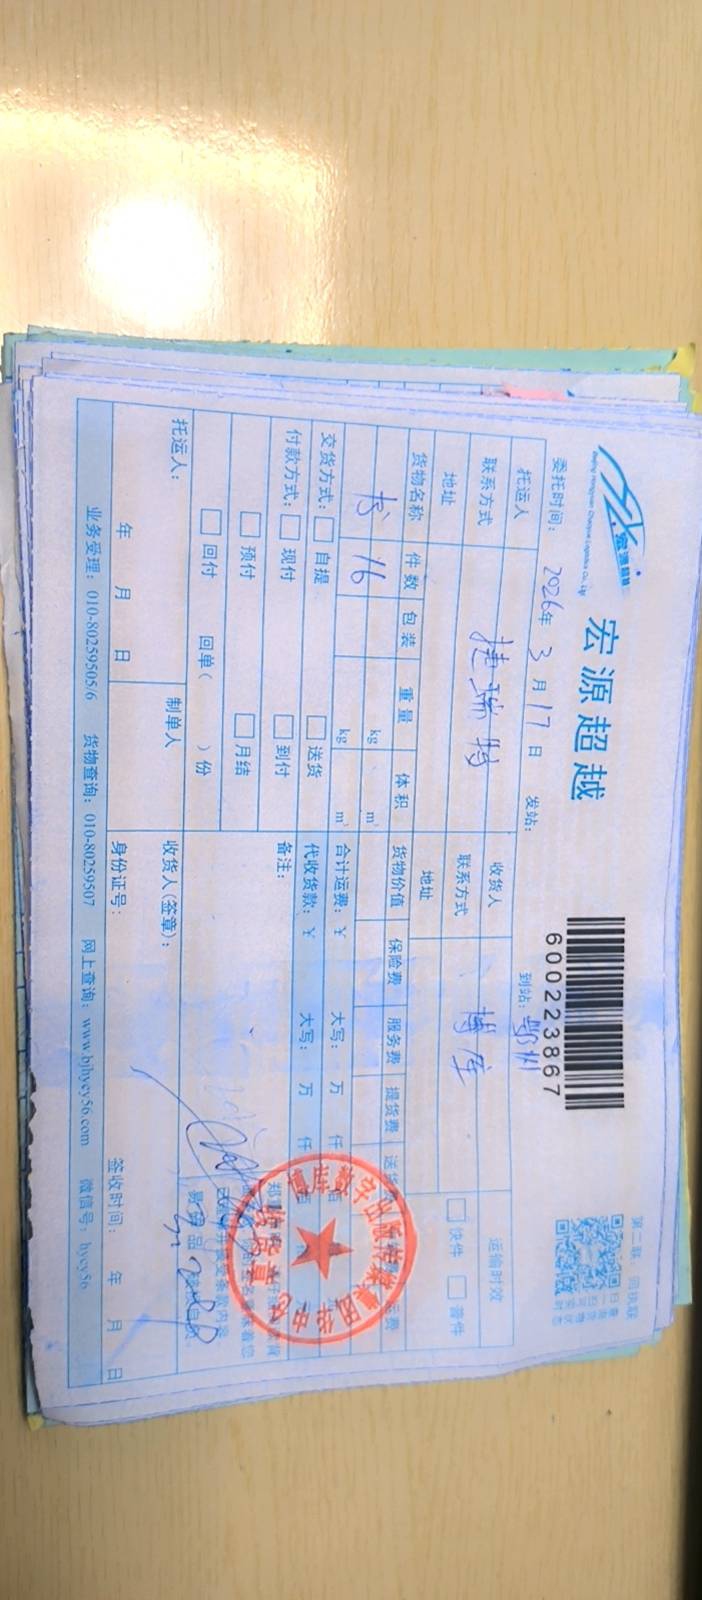 宏源超越
Beijing Hongyuan Chaoyue Logistics Co., Ltd
宏源超越
600223867
第二联：回执联
委托时间：2026年3月17日 发站： 到站：鄂州
托运人 捷瑞特 收货人 博库 运输时效
联系方式 联系方式 快件 普件
地址 地址
货物名称 件数 包装 重量 体积 货物价值 保险费 服务费 提货费
书 16 kg m³
kg m³
交货方式： 自提 送货 合计运费：￥ 大写： 万 仟
付款方式： 现付 到付 代收货款：￥ 大写： 万 仟
预付 月结 备注：
回付 回单（ ）份
托运人： 制单人 收货人（签章）：
年 月 日 身份证号： 签收时间： 年 月 日
业务受理：010-80259505/6 货物查询：010-80259507 网上查询：www.bjhycy56.com 微信号：hycy56